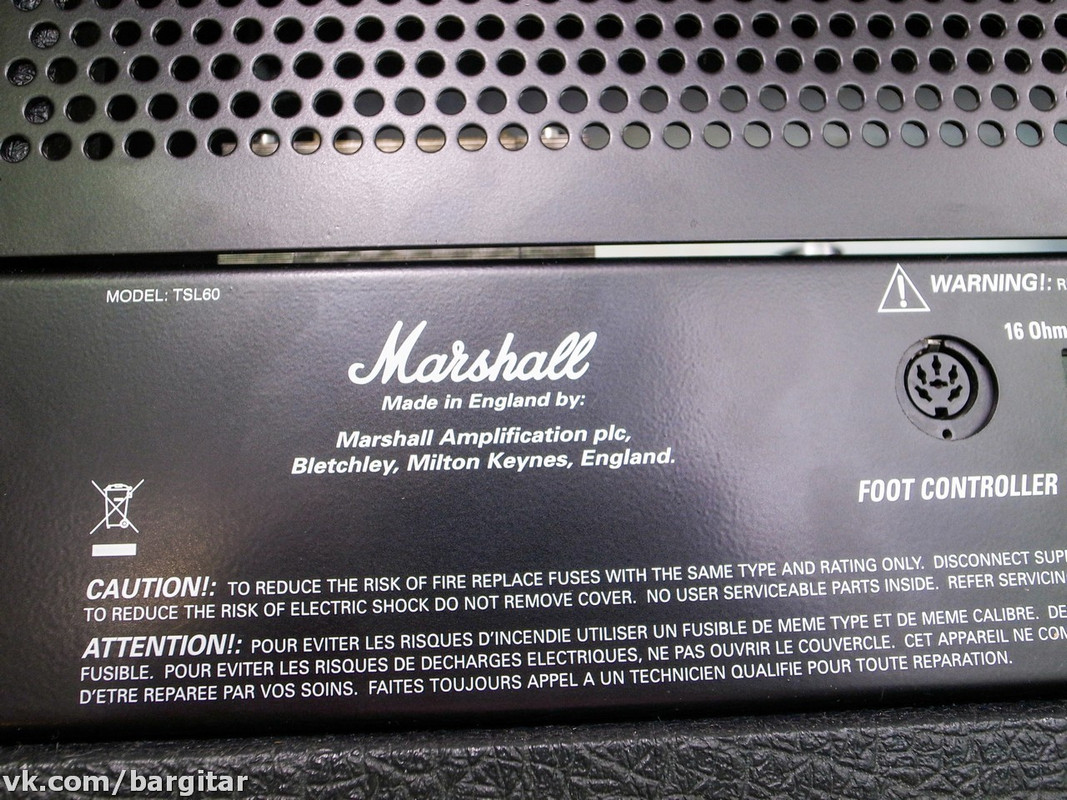 MODEL: TSL60
WARNING!:
16 Ohm
Marshall
Made in England by:
Marshall Amplification plc,
Bletchley, Milton Keynes, England.
FOOT CONTROLLER
CAUTION!: TO REDUCE THE RISK OF FIRE REPLACE FUSES WITH THE SAME TYPE AND RATING ONLY. DISCONNECT
TO REDUCE THE RISK OF ELECTRIC SHOCK DO NOT REMOVE COVER. NO USER SERVICEABLE PARTS INSIDE. REFER
ATTENTION!: POUR EVITER LES RISQUES D'INCENDIE UTILISER UN FUSIBLE DE MEME TYPE ET DE MEME CALIBRE.
FUSIBLE. POUR EVITER LES RISQUES DE DECHARGES ELECTRIQUES, NE PAS OUVRIR LE COUVERCLE. CET APPAREIL NE
D'ETRE REPAREE PAR VOS SOINS. FAITES TOUJOURS APPEL A UN TECHNICIEN QUALIFIE POUR TOUTE REPARATION.
vk.com/bargitar